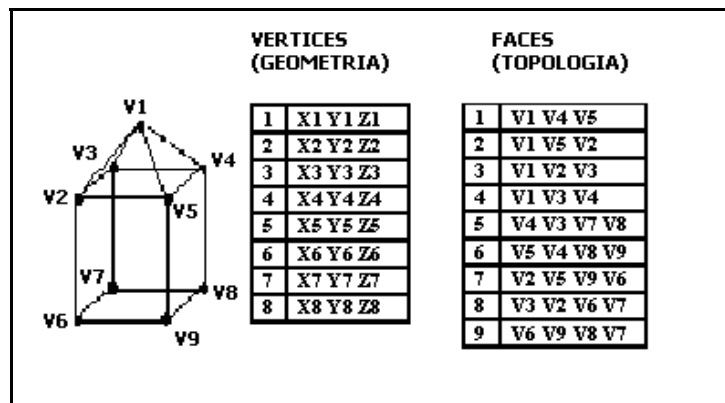 VERTICES
(GEOMETRIA)
FACES
(TOPOLOGIA)
V1
V3
V4
V2
V5
V7
V8
V6
V9
1 X1 Y1 Z1
2 X2 Y2 Z2
3 X3 Y3 Z3
4 X4 Y4 Z4
5 X5 Y5 Z5
6 X6 Y6 Z6
7 X7 Y7 Z7
8 X8 Y8 Z8
1 V1 V4 V5
2 V1 V5 V2
3 V1 V2 V3
4 V1 V3 V4
5 V4 V3 V7 V8
6 V5 V4 V8 V9
7 V2 V5 V9 V6
8 V3 V2 V6 V7
9 V6 V9 V8 V7